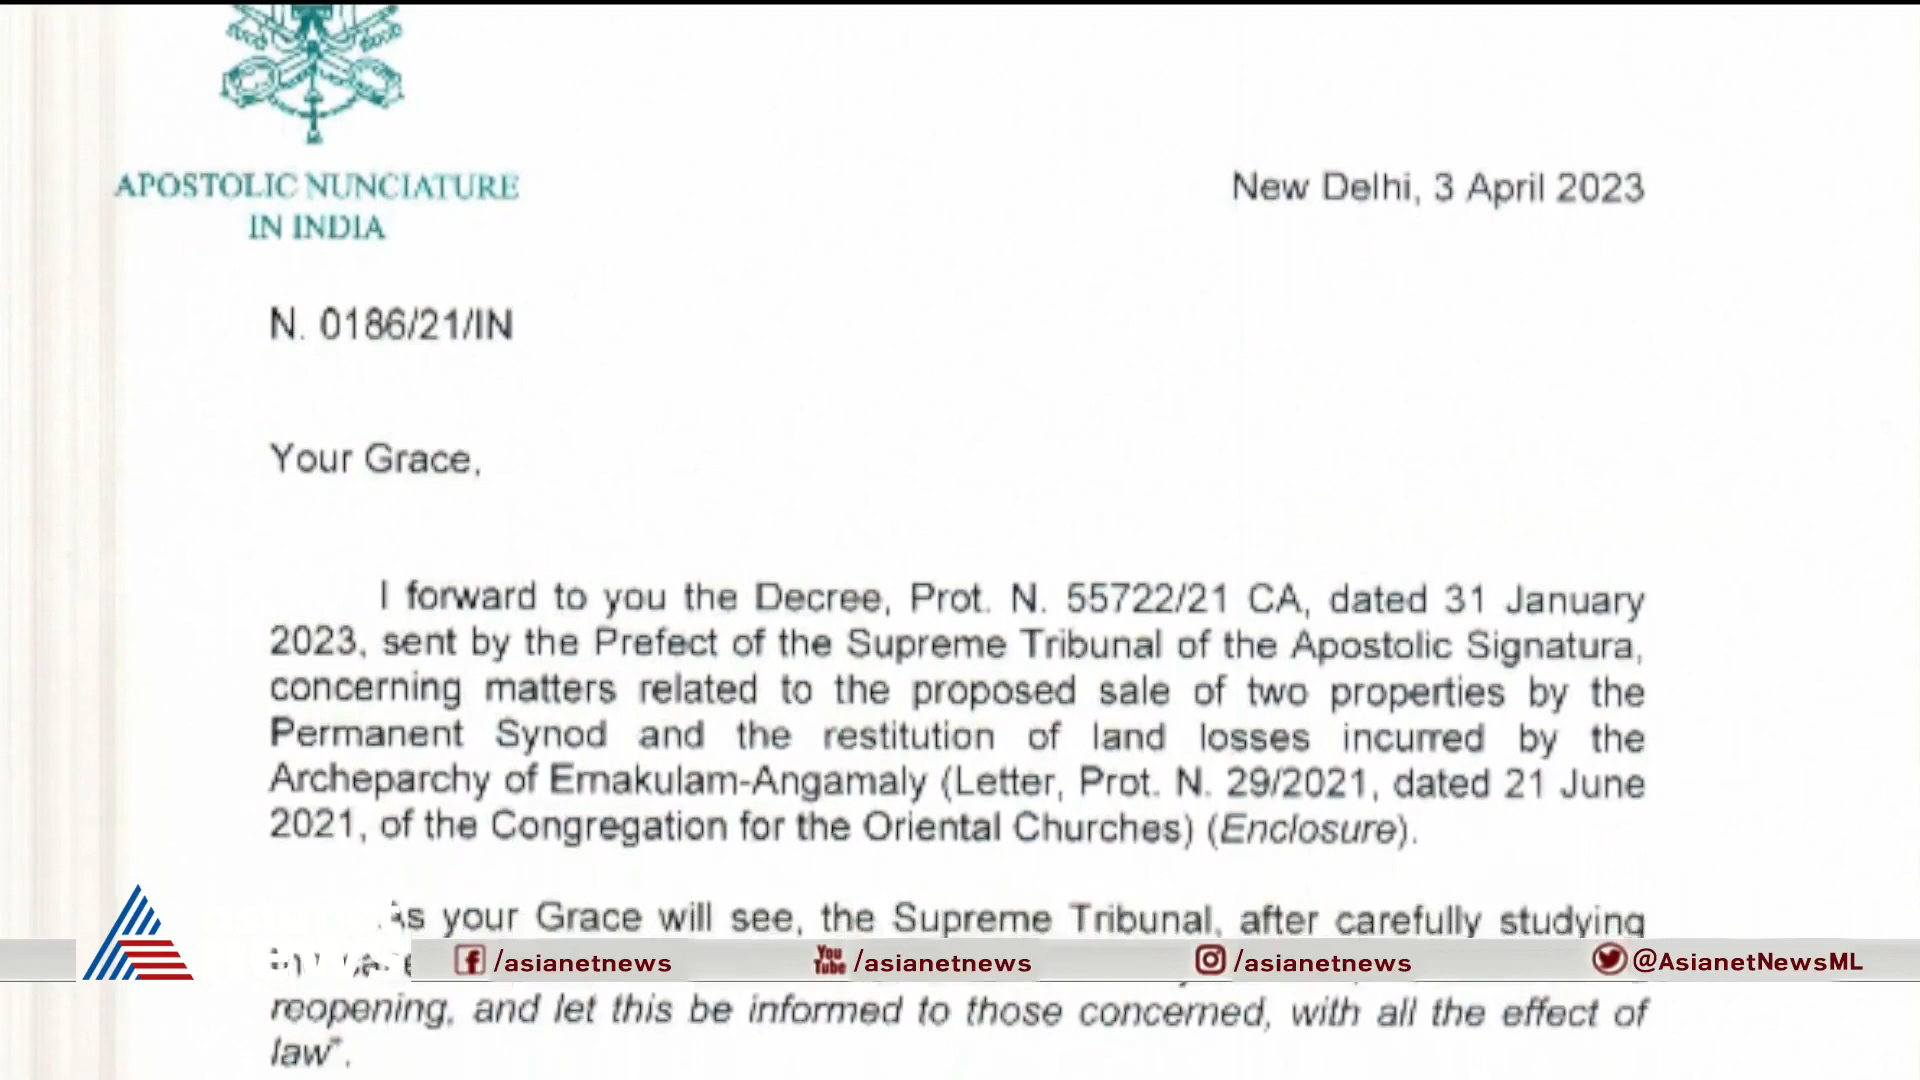 APOSTOLIC NUNCIATURE
IN INDIA
New Delhi, 3 April 2023
N. 0186/21/IN
Your Grace,
I forward to you the Decree, Prot. N. 55722/21 CA, dated 31 January
2023, sent by the Prefect of the Supreme Tribunal of the Apostolic Signatura,
concerning matters related to the proposed sale of two properties by the
Permanent Synod and the restitution of land losses incurred by the
Archeparchy of Ernakulam-Angamaly (Letter, Prot. N. 29/2021, dated 21 June
2021, of the Congregation for the Oriental Churches) (Enclosure).
As your Grace will see, the Supreme Tribunal, after carefully studying
/asianetnews
You Tube /asianetnews
/asianetnews
@AsianetNewsML
reopening, and let this be informed to those concerned, with all the effect of
law".